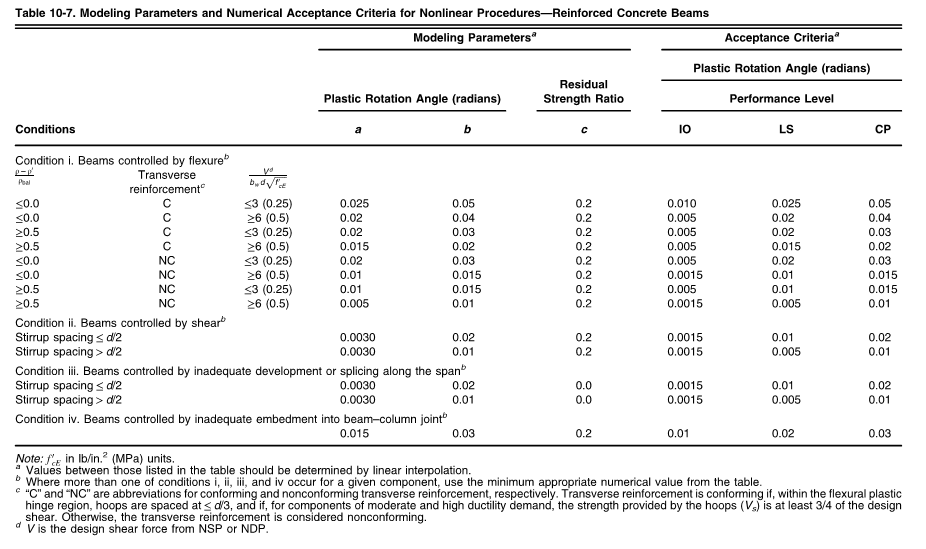 Table 10-7. Modeling Parameters and Numerical Acceptance Criteria for Nonlinear Procedures—Reinforced Concrete Beams
Modeling Parametersᵃ Acceptance Criteriaᵃ
Plastic Rotation Angle (radians)
Plastic Rotation Angle (radians) Residual Strength Ratio Performance Level
Conditions a b c IO LS CP
Condition i. Beams controlled by flexureᵇ
(ρ − ρ′)/ρbal Transverse reinforcementᶜ Vᵈ/(bw d√f′cE)
≤0.0 C ≤3 (0.25) 0.025 0.05 0.2 0.010 0.025 0.05
≤0.0 C ≥6 (0.5) 0.02 0.04 0.2 0.005 0.02 0.04
≥0.5 C ≤3 (0.25) 0.02 0.03 0.2 0.005 0.02 0.03
≥0.5 C ≥6 (0.5) 0.015 0.02 0.2 0.005 0.015 0.02
≤0.0 NC ≤3 (0.25) 0.02 0.03 0.2 0.005 0.02 0.03
≤0.0 NC ≥6 (0.5) 0.01 0.015 0.2 0.0015 0.01 0.015
≥0.5 NC ≤3 (0.25) 0.01 0.015 0.2 0.005 0.01 0.015
≥0.5 NC ≥6 (0.5) 0.005 0.01 0.2 0.0015 0.005 0.01
Condition ii. Beams controlled by shearᵇ
Stirrup spacing ≤ d/2 0.0030 0.02 0.2 0.0015 0.01 0.02
Stirrup spacing > d/2 0.0030 0.01 0.2 0.0015 0.005 0.01
Condition iii. Beams controlled by inadequate development or splicing along the spanᵇ
Stirrup spacing ≤ d/2 0.0030 0.02 0.0 0.0015 0.01 0.02
Stirrup spacing > d/2 0.0030 0.01 0.0 0.0015 0.005 0.01
Condition iv. Beams controlled by inadequate embedment into beam–column jointᵇ
0.015 0.03 0.2 0.01 0.02 0.03
Note: f′cE in lb/in.² (MPa) units.
ᵃ Values between those listed in the table should be determined by linear interpolation.
ᵇ Where more than one of conditions i, ii, iii, and iv occur for a given component, use the minimum appropriate numerical value from the table.
ᶜ “C” and “NC” are abbreviations for conforming and nonconforming transverse reinforcement, respectively. Transverse reinforcement is conforming if, within the flexural plastic
hinge region, hoops are spaced at ≤ d/3, and if, for components of moderate and high ductility demand, the strength provided by the hoops (Vs) is at least 3/4 of the design
shear. Otherwise, the transverse reinforcement is considered nonconforming.
ᵈ V is the design shear force from NSP or NDP.